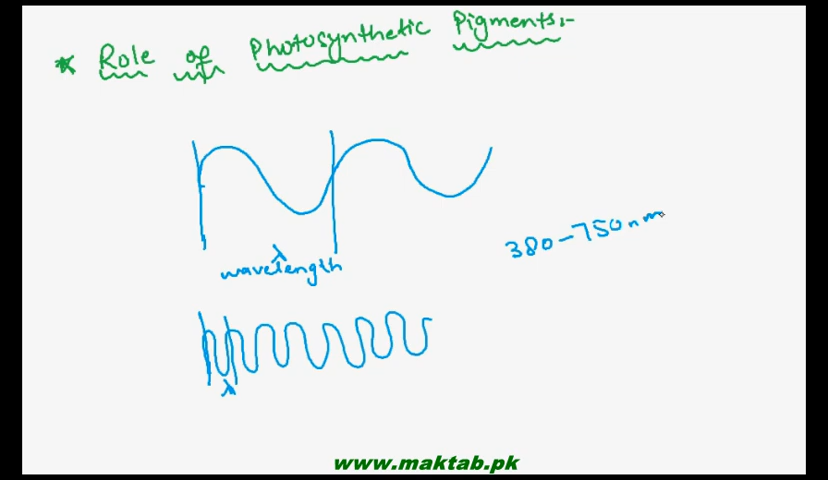 * Role of Photosynthetic Pigments:-
λ
wavelength
380-750nm
λ
www.maktab.pk